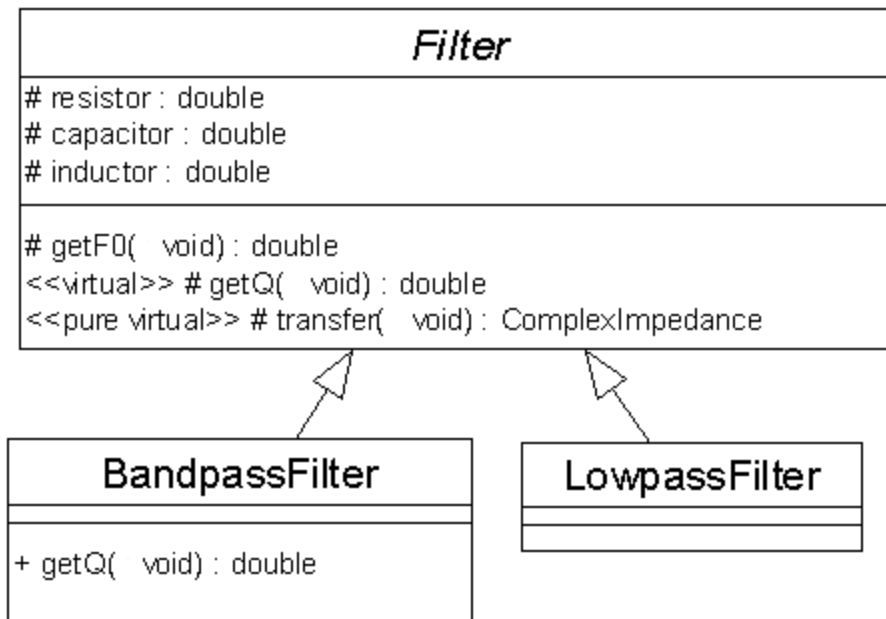 Filter
# resistor : double
# capacitor : double
# inductor : double
# getF0( void) : double
<<virtual>> # getQ( void) : double
<<pure virtual>> # transfer( void) : ComplexImpedance
BandpassFilter
LowpassFilter
+ getQ( void) : double